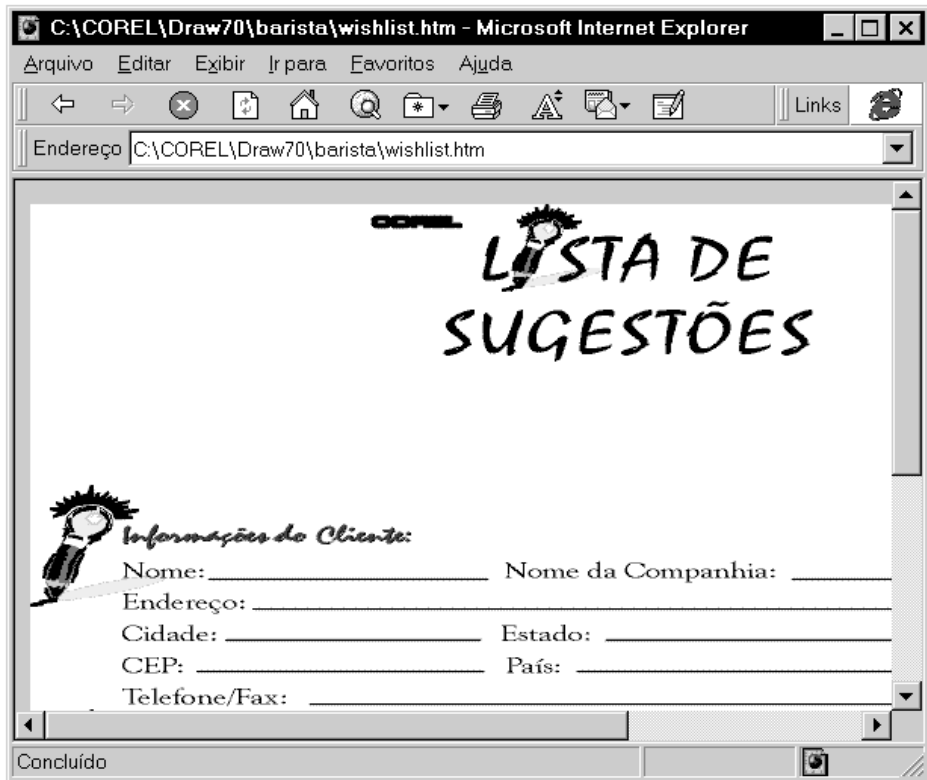 C:\COREL\Draw70\barista\wishlist.htm - Microsoft Internet Explorer
Arquivo Editar Exibir Ir para Favoritos Ajuda
Links
Endereço C:\COREL\Draw70\barista\wishlist.htm
COREL
LISTA DE
SUGESTÕES
Informações do Cliente:
Nome: Nome da Companhia:
Endereço:
Cidade: Estado:
CEP: País:
Telefone/Fax:
Concluído